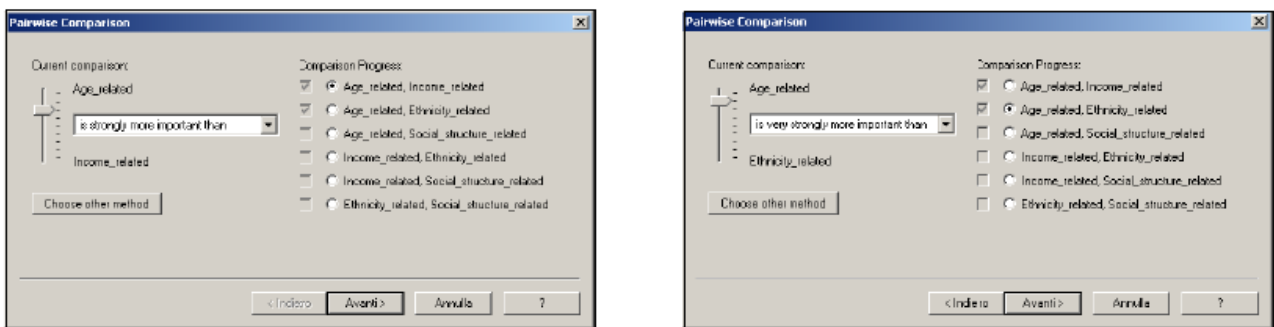 Pairwise Comparison
Current comparison:
Age_related
is strongly more important than
Income_related
Choose other method
Comparison Progress:
Age_related, Income_related
Age_related, Ethnicity_related
Age_related, Social_structure_related
Income_related, Ethnicity_related
Income_related, Social_structure_related
Ethnicity_related, Social_structure_related
< Indietro
Avanti >
Annulla
?
Pairwise Comparison
Current comparison:
Age_related
is very strongly more important than
Ethnicity_related
Choose other method
Comparison Progress:
Age_related, Income_related
Age_related, Ethnicity_related
Age_related, Social_structure_related
Income_related, Ethnicity_related
Income_related, Social_structure_related
Ethnicity_related, Social_structure_related
< Indietro
Avanti >
Annulla
?